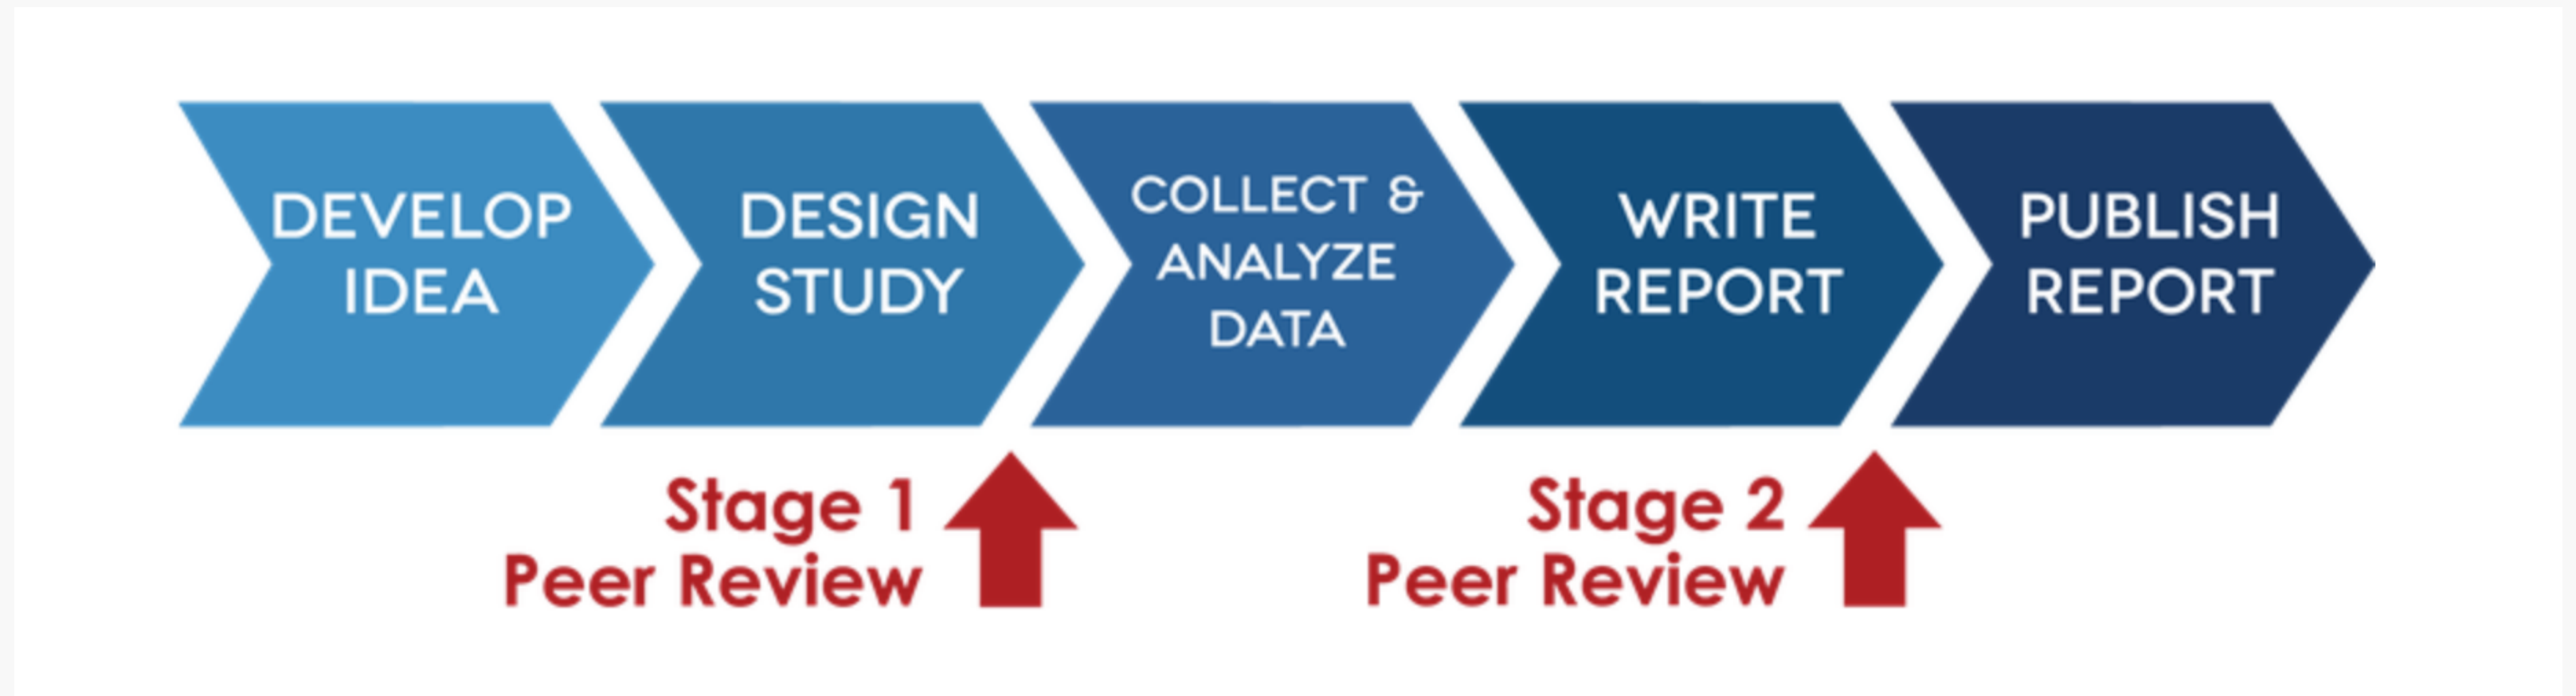 DEVELOP
IDEA
DESIGN
STUDY
COLLECT &
ANALYZE
DATA
WRITE
REPORT
PUBLISH
REPORT
Stage 1
Peer Review
Stage 2
Peer Review